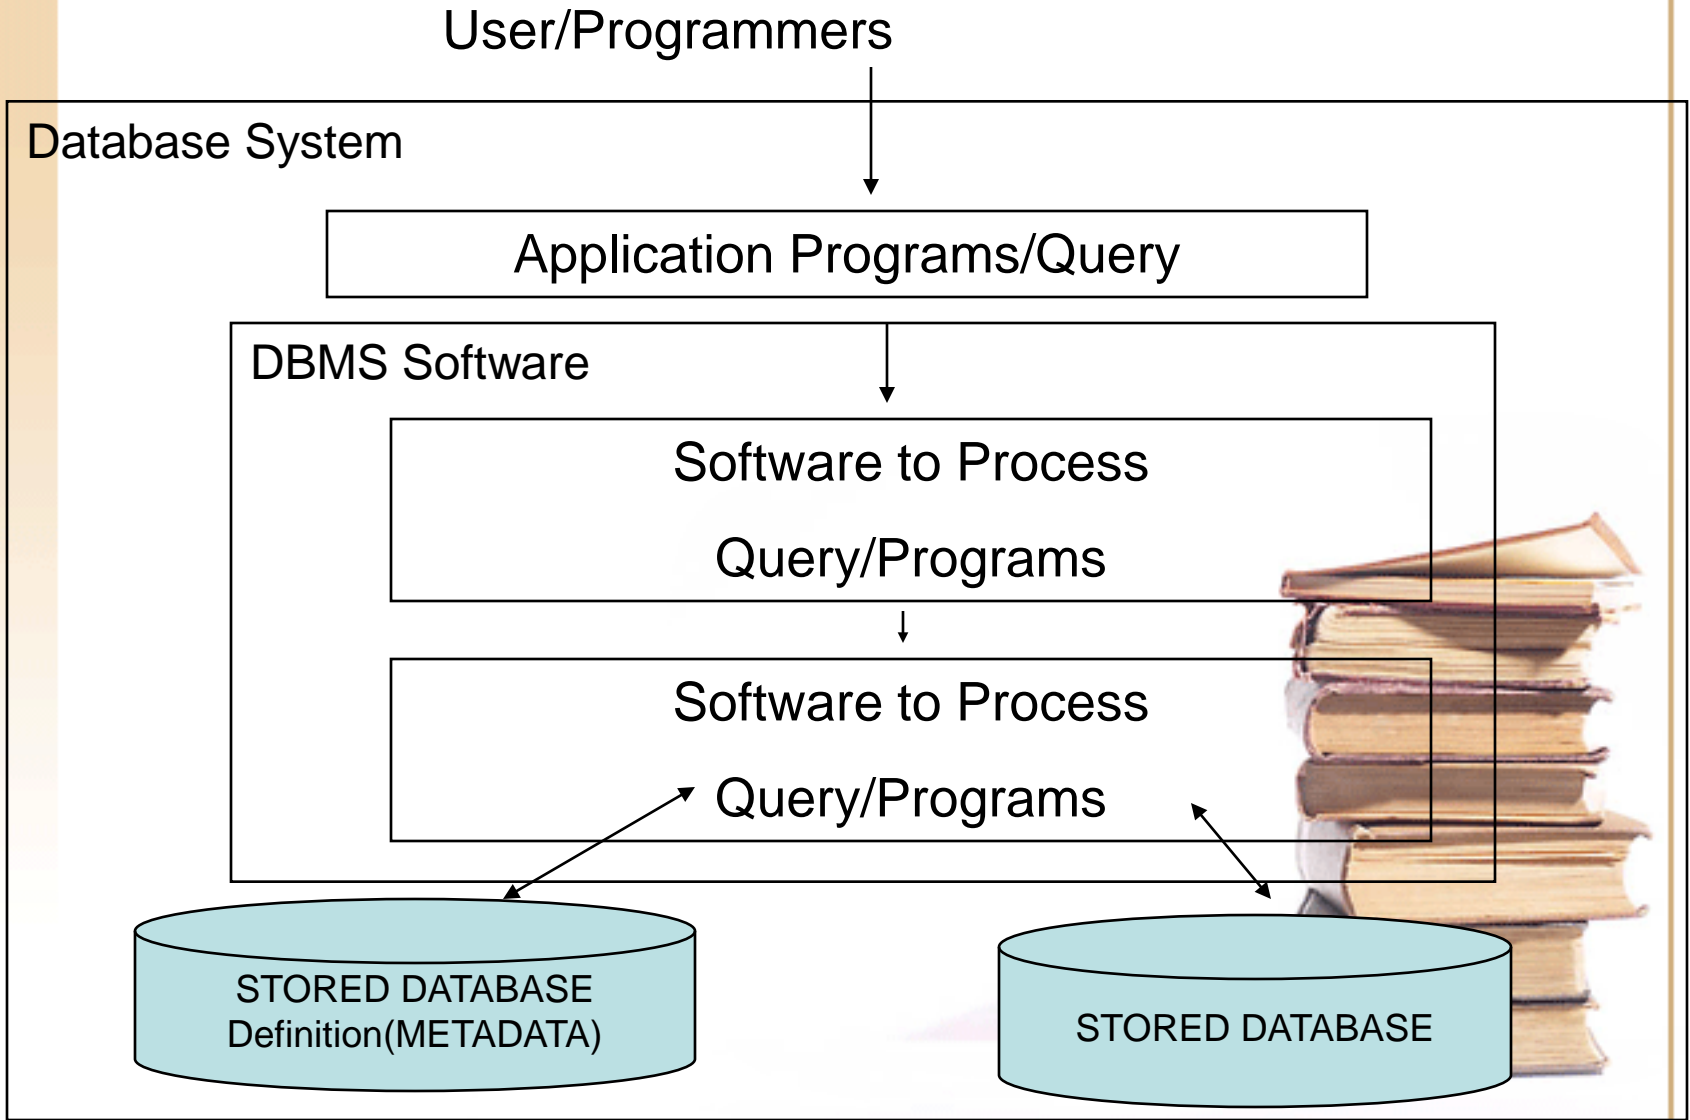 User/Programmers
Database System
Application Programs/Query
DBMS Software
Software to Process
Query/Programs
Software to Process
Query/Programs
STORED DATABASE
Definition(METADATA)
STORED DATABASE